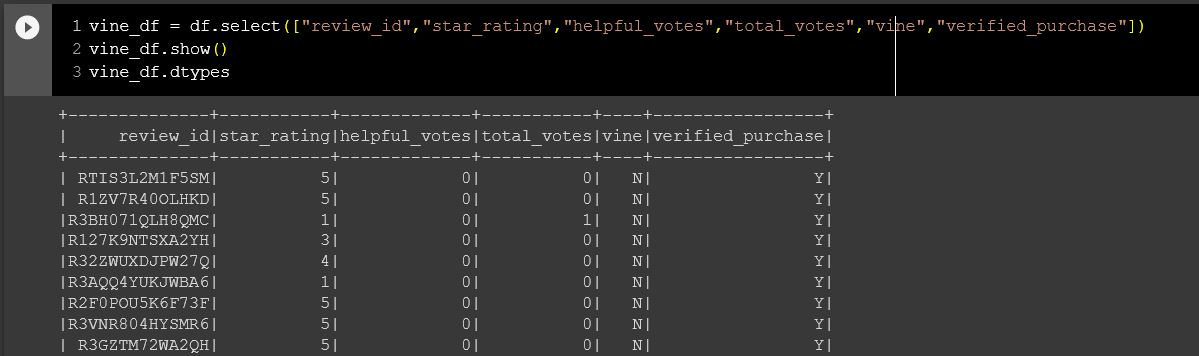 1 vine_df = df.select(["review_id","star_rating","helpful_votes","total_votes","vine","verified_purchase"])
2 vine_df.show()
3 vine_df.dtypes
+--------------+-----------+-------------+-----------+----+-----------------+
|     review_id|star_rating|helpful_votes|total_votes|vine|verified_purchase|
+--------------+-----------+-------------+-----------+----+-----------------+
| RTIS3L2M1F5SM|          5|            0|          0|   N|                Y|
| R1ZV7R40OLHKD|          5|            0|          0|   N|                Y|
|R3BH071QLH8QMC|          1|            0|          1|   N|                Y|
|R127K9NTSXA2YH|          3|            0|          0|   N|                Y|
|R32ZWUXDJPW27Q|          4|            0|          0|   N|                Y|
|R3AQQ4YUKJWBA6|          1|            0|          0|   N|                Y|
|R2F0POU5K6F73F|          5|            0|          0|   N|                Y|
|R3VNR804HYSMR6|          5|            0|          0|   N|                Y|
| R3GZTM72WA2QH|          5|            0|          0|   N|                Y|